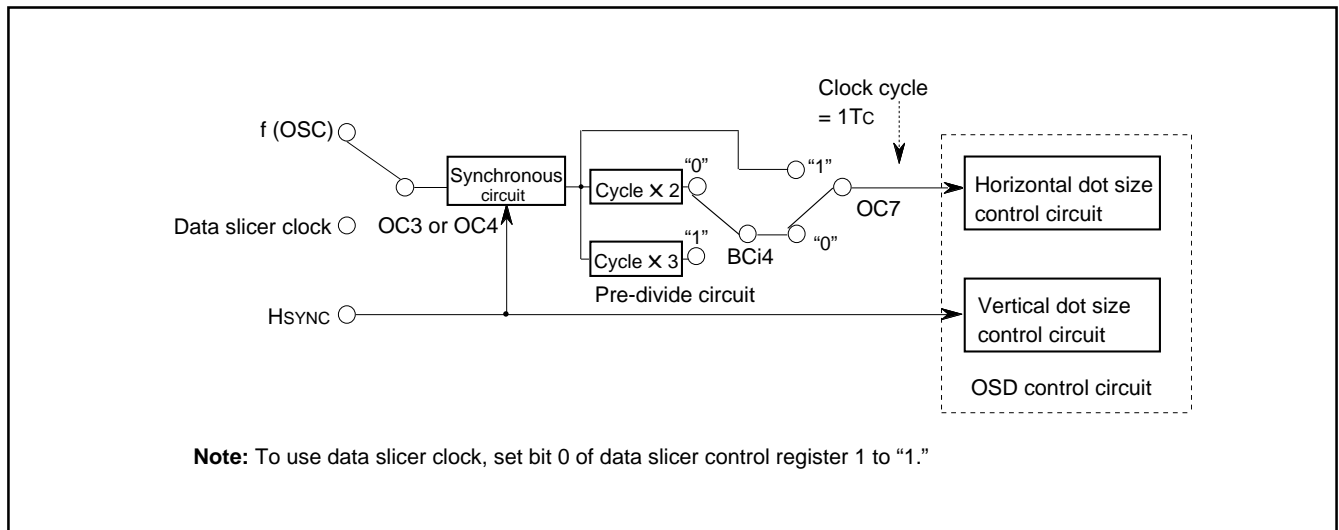 Clock cycle
= 1TC
f (OSC)
Synchronous
circuit
Cycle × 2
"0"
"1"
Horizontal dot size
control circuit
Data slicer clock
OC3 or OC4
OC7
Cycle × 3
"1"
BCi4
"0"
Pre-divide circuit
HSYNC
Vertical dot size
control circuit
OSD control circuit
Note: To use data slicer clock, set bit 0 of data slicer control register 1 to “1.”